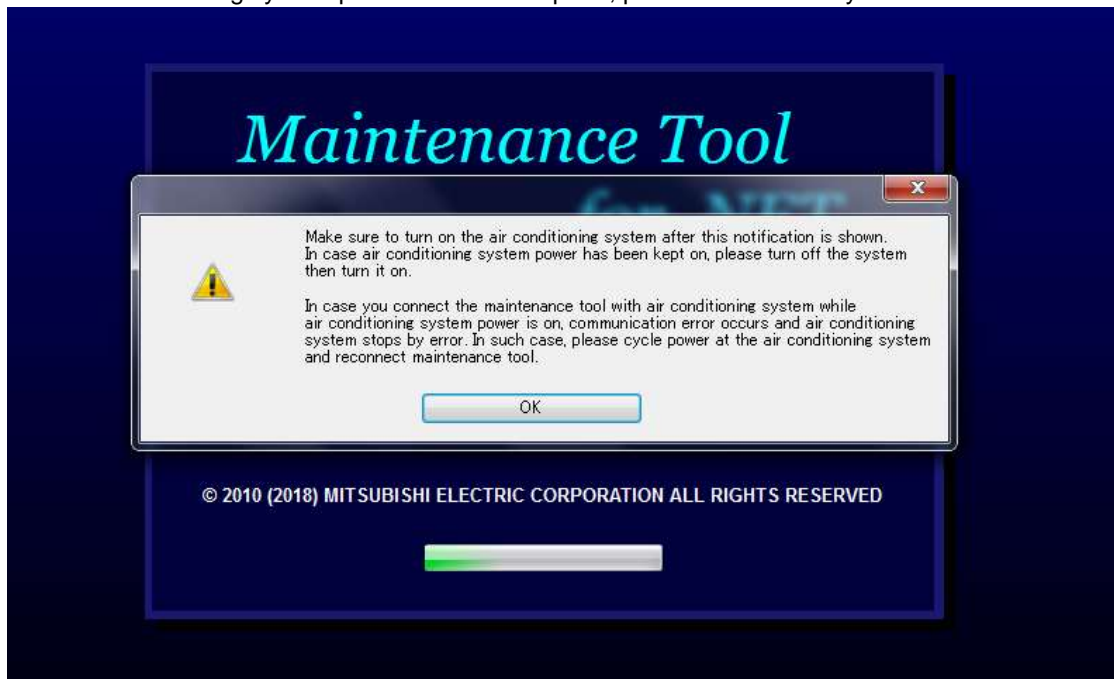 Maintenance Tool
for .NET
Make sure to turn on the air conditioning system after this notification is shown.
In case air conditioning system power has been kept on, please turn off the system
then turn it on.
In case you connect the maintenance tool with air conditioning system while
air conditioning system power is on, communication error occurs and air conditioning
system stops by error. In such case, please cycle power at the air conditioning system
and reconnect maintenance tool.
OK
© 2010 (2018) MITSUBISHI ELECTRIC CORPORATION ALL RIGHTS RESERVED